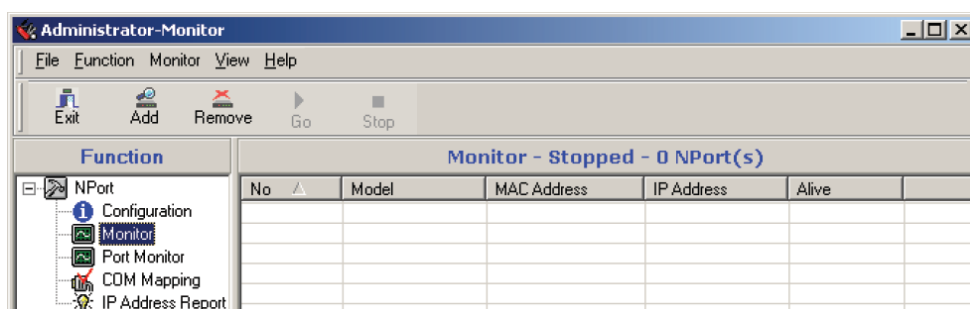 Administrator-Monitor
File Function Monitor View Help
Exit Add Remove Go Stop
Function
Monitor - Stopped - 0 NPort(s)
No Model MAC Address IP Address Alive
NPort
Configuration
Monitor
Port Monitor
COM Mapping
IP Address Report